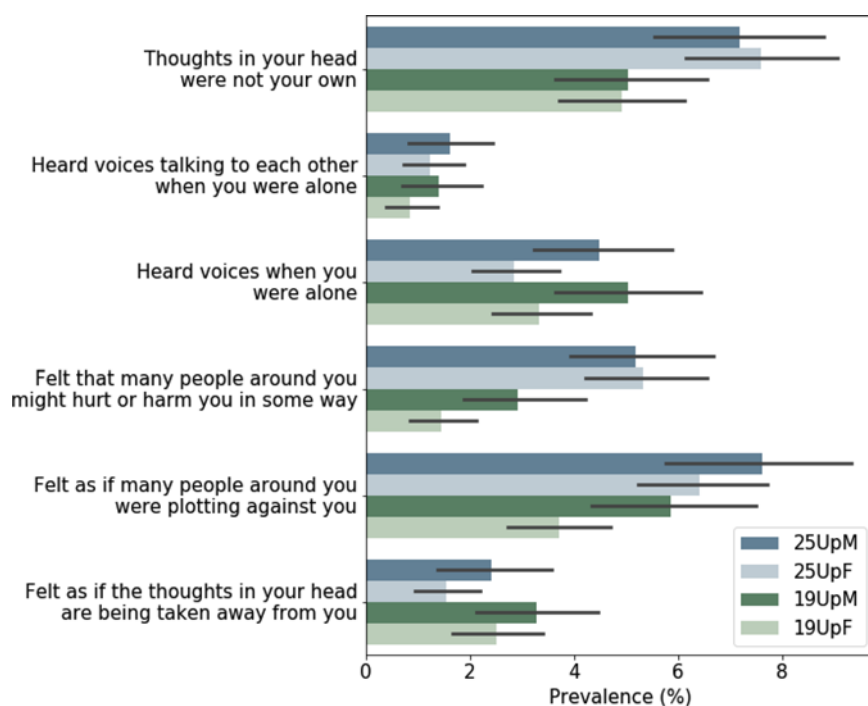 Thoughts in your head
were not your own
Heard voices talking to each other
when you were alone
Heard voices when you
were alone
Felt that many people around you
might hurt or harm you in some way
Felt as if many people around you
were plotting against you
Felt as if the thoughts in your head
are being taken away from you
25UpM
25UpF
19UpM
19UpF
0 2 4 6 8
Prevalence (%)